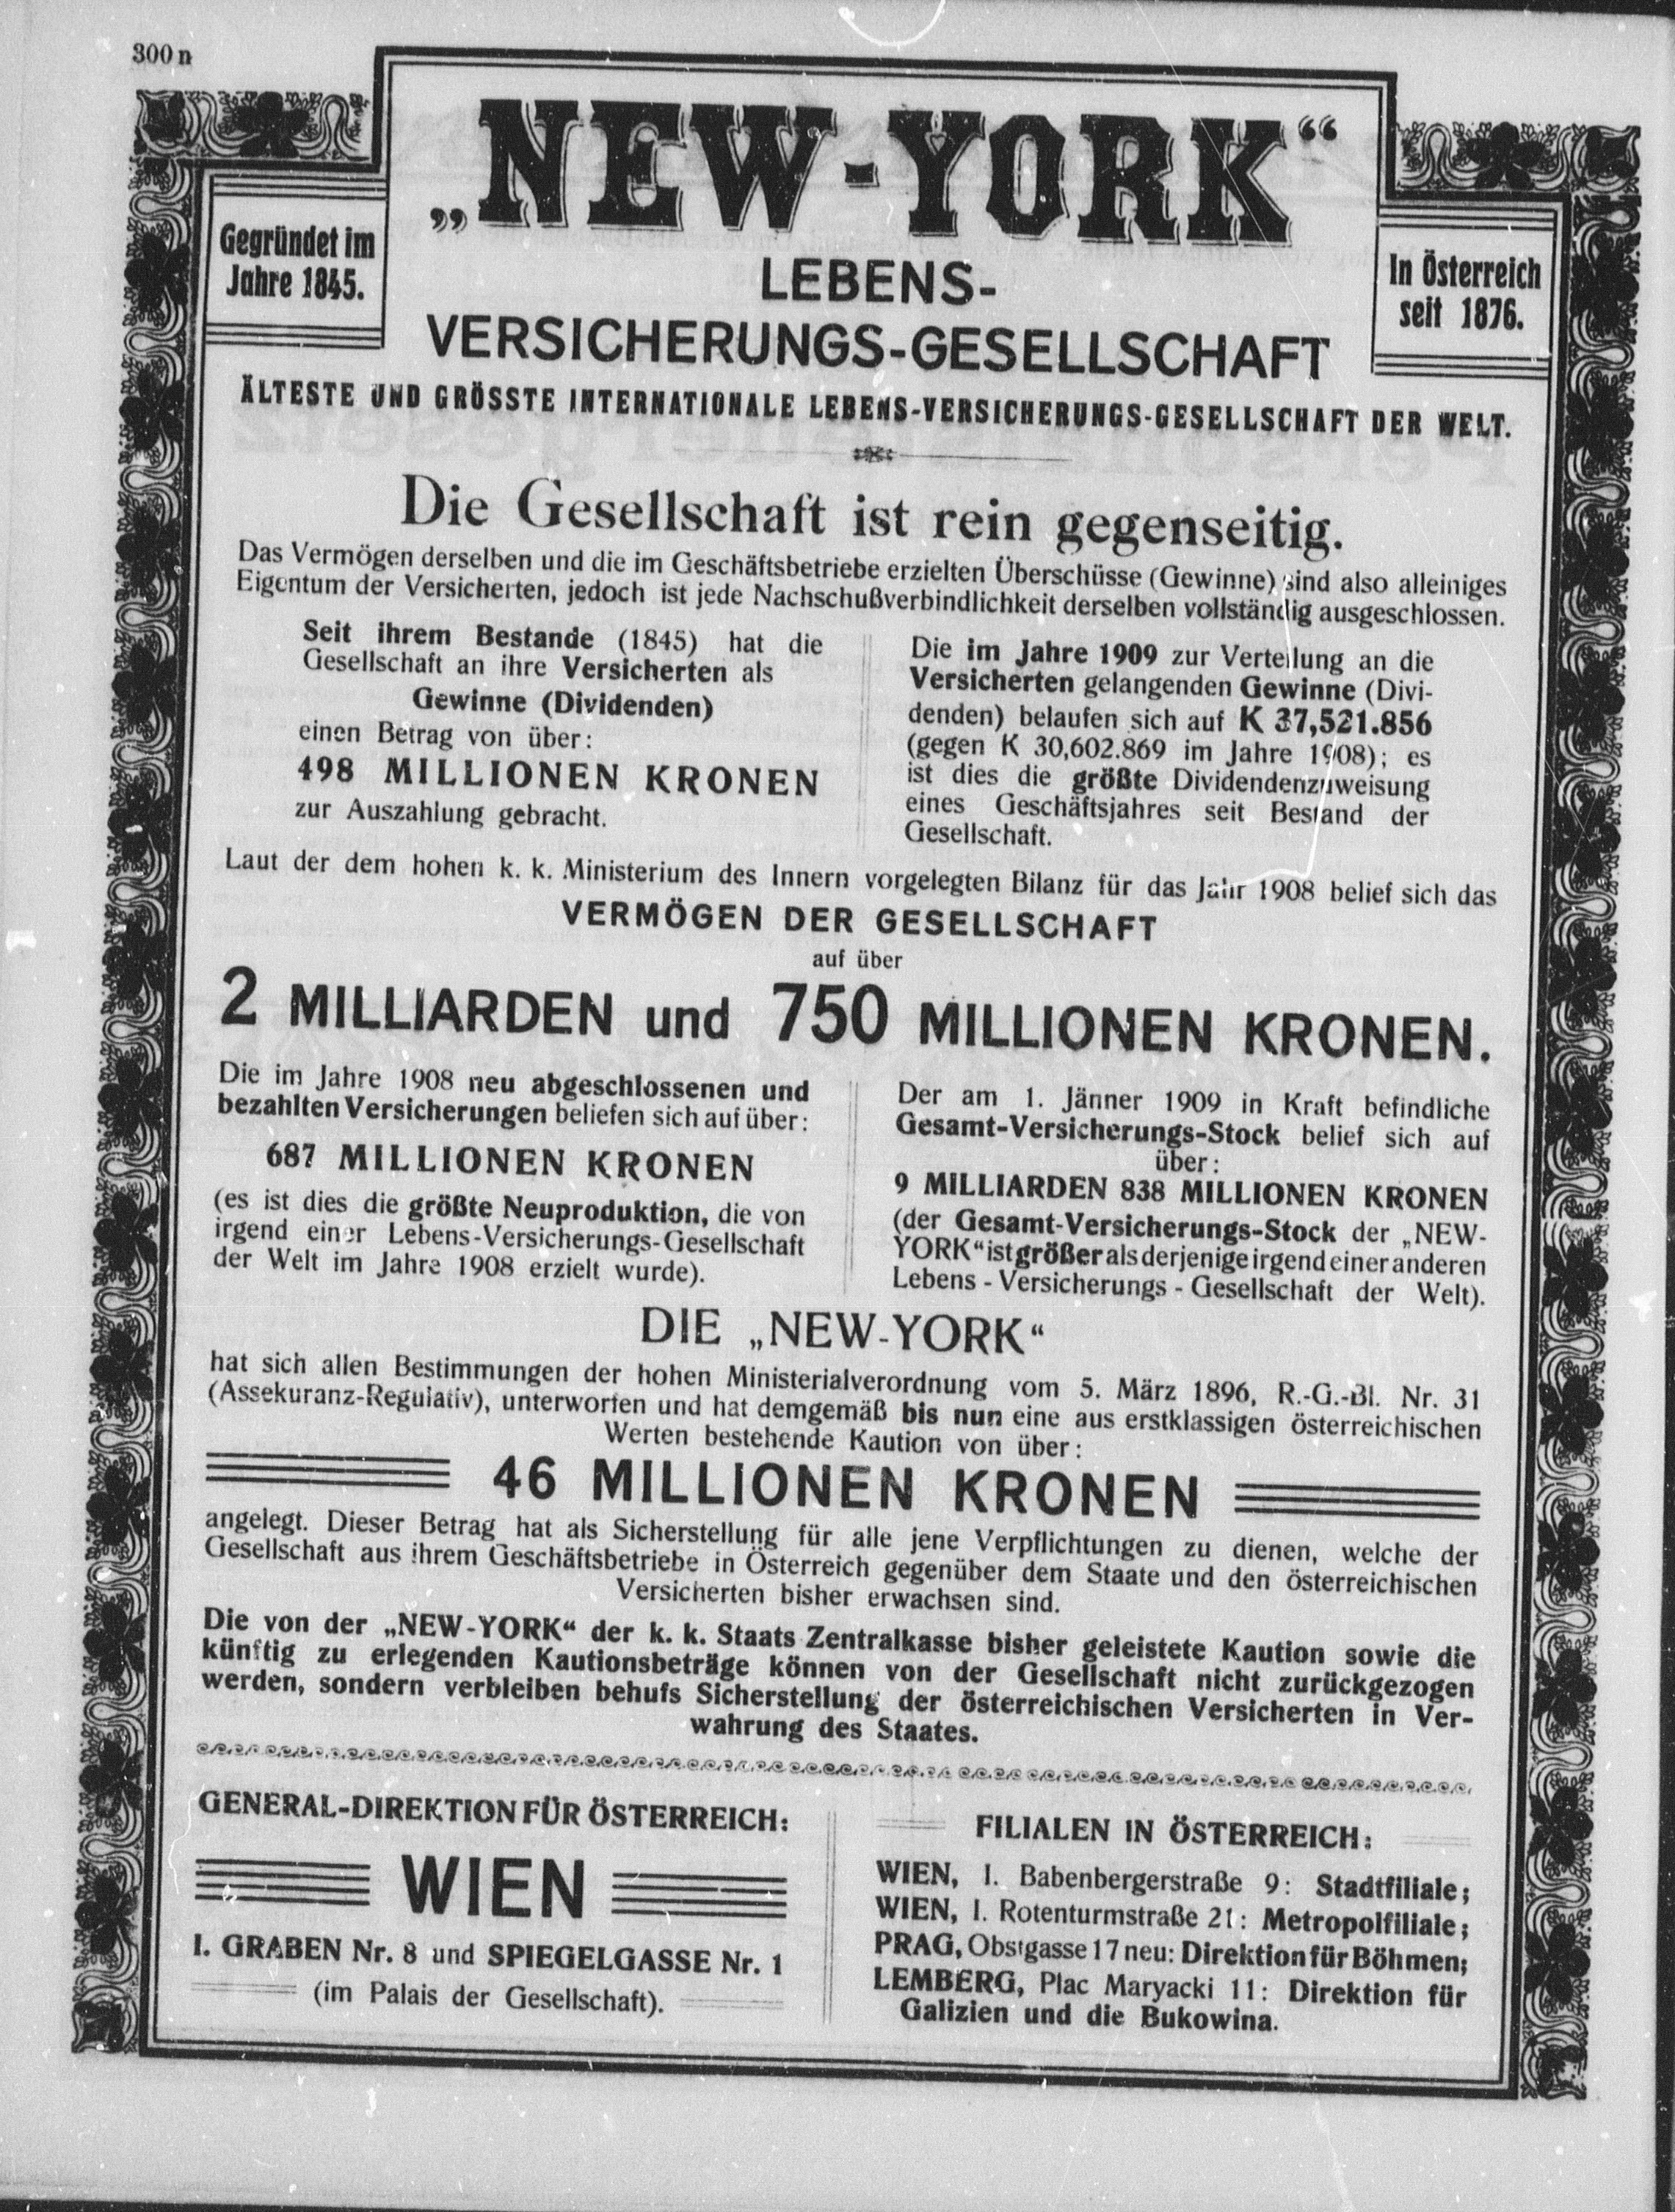 300 n
„NEW-YORK“
Gegründet im
Jahre 1845.
In Österreich
seit 1876.
LEBENS-
VERSICHERUNGS-GESELLSCHAFT
ÄLTESTE UND GRÖSSTE INTERNATIONALE LEBENS-VERSICHERUNGS-GESELLSCHAFT DER WELT.
Die Gesellschaft ist rein gegenseitig.
Das Vermögen derselben und die im Geschäftsbetriebe erzielten Überschüsse (Gewinne) sind also alleiniges
Eigentum der Versicherten, jedoch ist jede Nachschußverbindlichkeit derselben vollständig ausgeschlossen.
Seit ihrem Bestande (1845) hat die
Gesellschaft an ihre Versicherten als
Gewinne (Dividenden)
einen Betrag von über:
498 MILLIONEN KRONEN
zur Auszahlung gebracht.
Die im Jahre 1909 zur Verteilung an die
Versicherten gelangenden Gewinne (Divi-
denden) belaufen sich auf K 37,521.856
(gegen K 30,602.869 im Jahre 1908); es
ist dies die größte Dividendenzuweisung
eines Geschäftsjahres seit Bestand der
Gesellschaft.
Laut der dem hohen k. k. Ministerium des Innern vorgelegten Bilanz für das Jahr 1908 belief sich das
VERMÖGEN DER GESELLSCHAFT
auf über
2 MILLIARDEN und 750 MILLIONEN KRONEN.
Die im Jahre 1908 neu abgeschlossenen und
bezahlten Versicherungen beliefen sich auf über:
687 MILLIONEN KRONEN
(es ist dies die größte Neuproduktion, die von
irgend einer Lebens-Versicherungs-Gesellschaft
der Welt im Jahre 1908 erzielt wurde).
Der am 1. Jänner 1909 in Kraft befindliche
Gesamt-Versicherungs-Stock belief sich auf
über:
9 MILLIARDEN 838 MILLIONEN KRONEN
(der Gesamt-Versicherungs-Stock der „NEW-
YORK“ ist größer als derjenige irgend einer anderen
Lebens - Versicherungs - Gesellschaft der Welt).
DIE „NEW-YORK“
hat sich allen Bestimmungen der hohen Ministerialverordnung vom 5. März 1896, R.-G.-Bl. Nr. 31
(Assekuranz-Regulativ), unterworfen und hat demgemäß bis nun eine aus erstklassigen österreichischen
Werten bestehende Kaution von über:
46 MILLIONEN KRONEN
angelegt. Dieser Betrag hat als Sicherstellung für alle jene Verpflichtungen zu dienen, welche der
Gesellschaft aus ihrem Geschäftsbetriebe in Österreich gegenüber dem Staate und den österreichischen
Versicherten bisher erwachsen sind.
Die von der „NEW-YORK“ der k. k. Staats Zentralkasse bisher geleistete Kaution sowie die
künftig zu erlegenden Kautionsbeträge können von der Gesellschaft nicht zurückgezogen
werden, sondern verbleiben behufs Sicherstellung der österreichischen Versicherten in Ver-
wahrung des Staates.
GENERAL-DIREKTION FÜR ÖSTERREICH:
WIEN
I. GRABEN Nr. 8 und SPIEGELGASSE Nr. 1
(im Palais der Gesellschaft).
FILIALEN IN ÖSTERREICH:
WIEN, I. Babenbergerstraße 9: Stadtfiliale;
WIEN, I. Rotenturmstraße 21: Metropolfiliale;
PRAG, Obstgasse 17 neu: Direktion für Böhmen;
LEMBERG, Plac Maryacki 11: Direktion für
Galizien und die Bukowina.